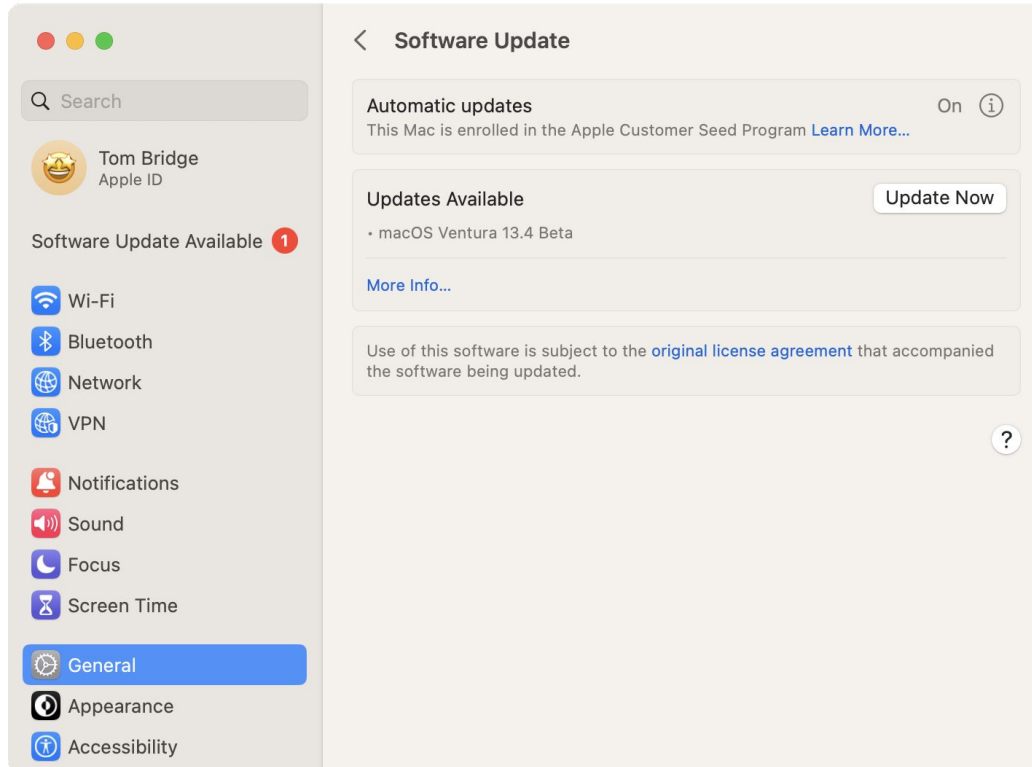 Search
Tom Bridge
Apple ID
Software Update Available 1
Wi-Fi
Bluetooth
Network
VPN
Notifications
Sound
Focus
Screen Time
General
Appearance
Accessibility
Software Update
Automatic updates On
This Mac is enrolled in the Apple Customer Seed Program Learn More...
Updates Available Update Now
• macOS Ventura 13.4 Beta
More Info...
Use of this software is subject to the original license agreement that accompanied
the software being updated.
?